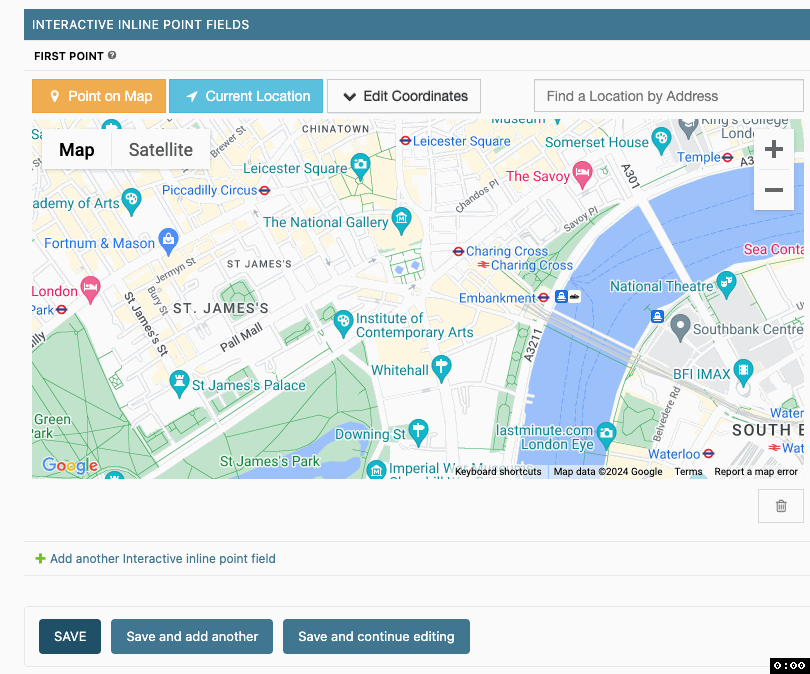 INTERACTIVE INLINE POINT FIELDS
FIRST POINT
Point on Map
Current Location
Edit Coordinates
Find a Location by Address
Map
Satellite
Brewer St
CHINATOWN
Leicester Square
Museum
Somerset House
King's College
Temple
A301
Leicester Square
The Savoy
Piccadilly Circus
Chandos Pl
Savoy Pl
ademy of Arts
The National Gallery
Fortnum & Mason
Jermyn St
ST JAMES'S
Charing Cross
Charing Cross
Sea Conta
London
Park
Bury St
St James's St
ST. JAMES'S
Embankment
National Theatre
Institute of
Contemporary Arts
Pall Mall
A3211
Southbank Centre
Whitehall
BFI IMAX
St James's Palace
Belvedere Rd
Green
Park
Downing St
lastminute.com
London Eye
Water
SOUTH B
Wat
Waterloo
St James's Park
Imperial War Museum
Google
Keyboard shortcuts
Map data ©2024 Google
Terms
Report a map error
+ Add another Interactive inline point field
SAVE
Save and add another
Save and continue editing
0:00